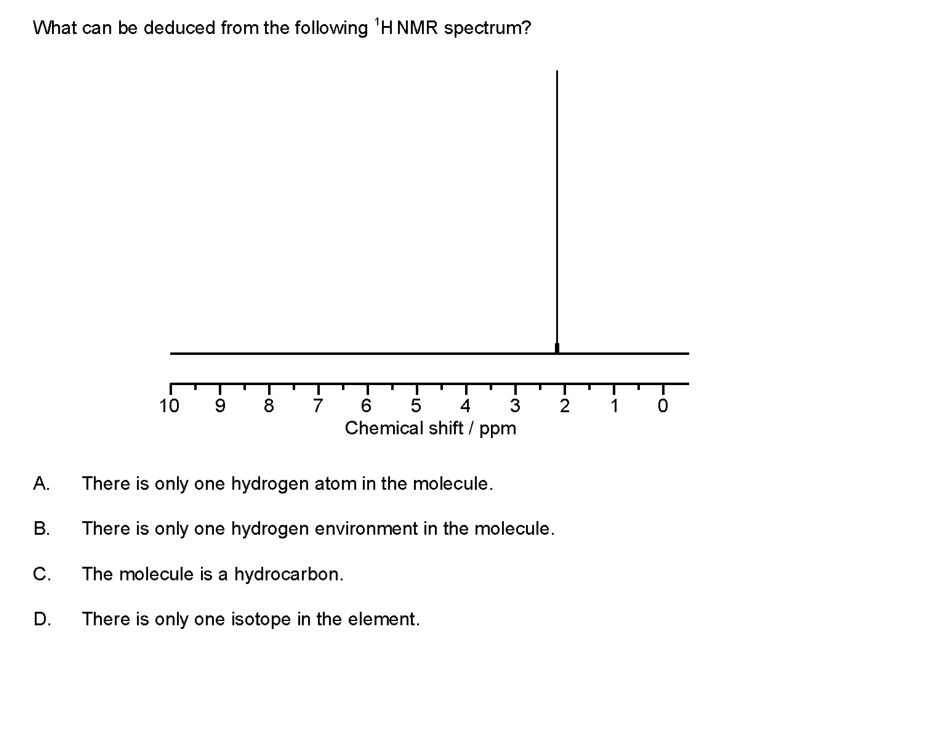 What can be deduced from the following ¹H NMR spectrum?
10 9 8 7 6 5 4 3 2 1 0
Chemical shift / ppm
A. There is only one hydrogen atom in the molecule.
B. There is only one hydrogen environment in the molecule.
C. The molecule is a hydrocarbon.
D. There is only one isotope in the element.